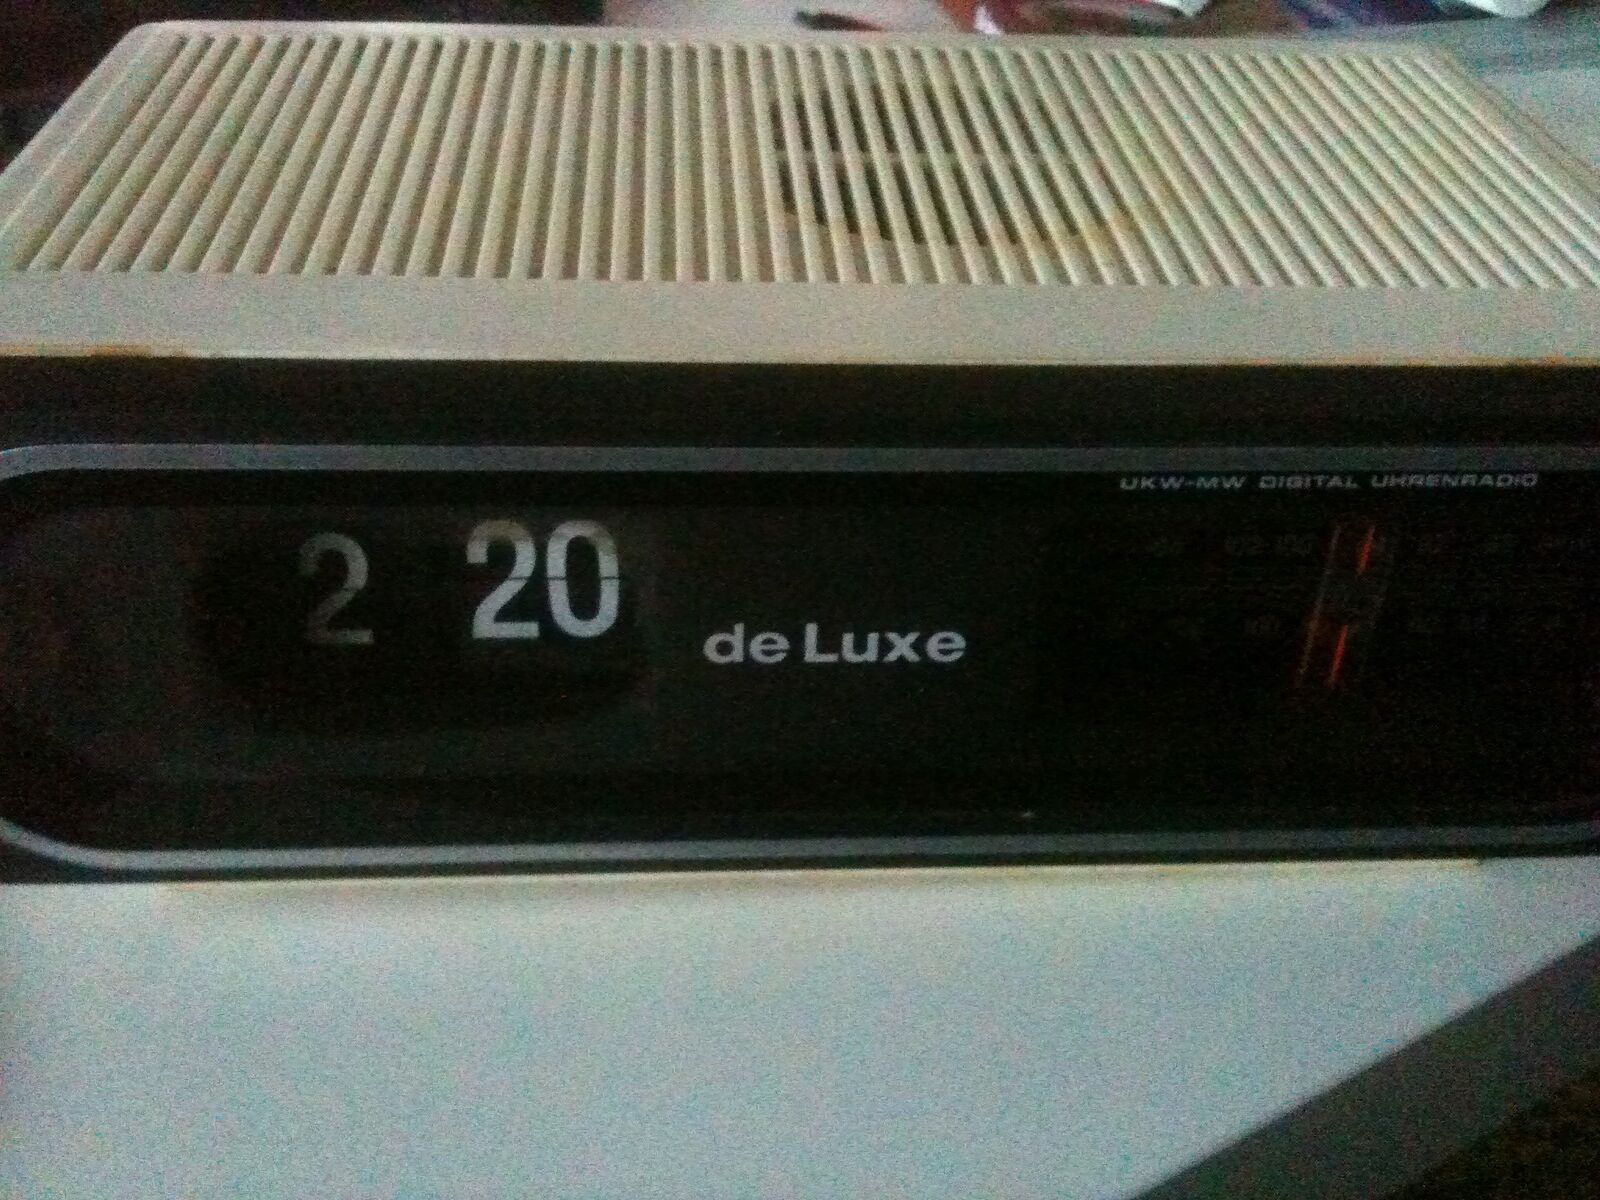 UKW-MW DIGITAL UHRENRADIO
2 20
de Luxe